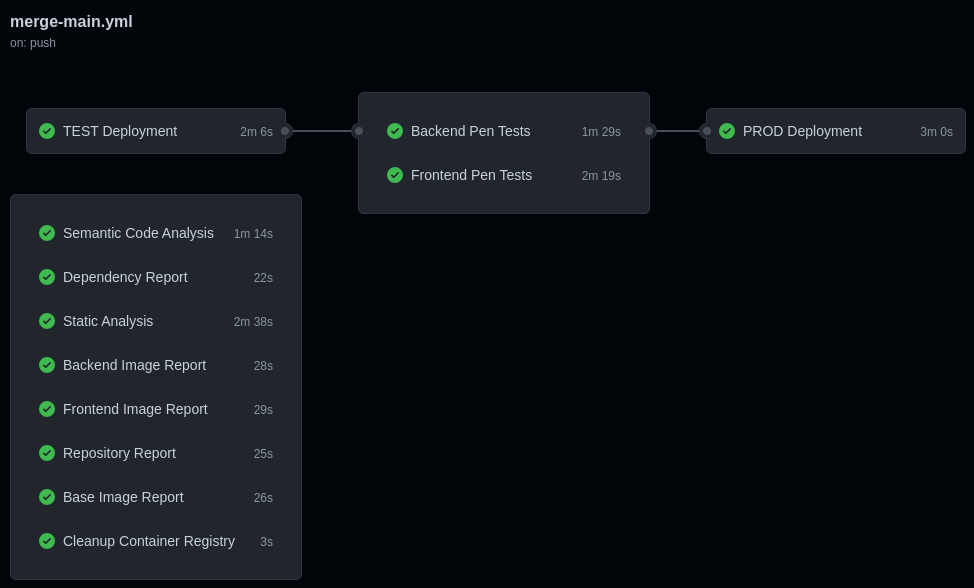 merge-main.yml
on: push
TEST Deployment 2m 6s
Backend Pen Tests 1m 29s
Frontend Pen Tests 2m 19s
PROD Deployment 3m 0s
Semantic Code Analysis 1m 14s
Dependency Report 22s
Static Analysis 2m 38s
Backend Image Report 28s
Frontend Image Report 29s
Repository Report 25s
Base Image Report 26s
Cleanup Container Registry 3s